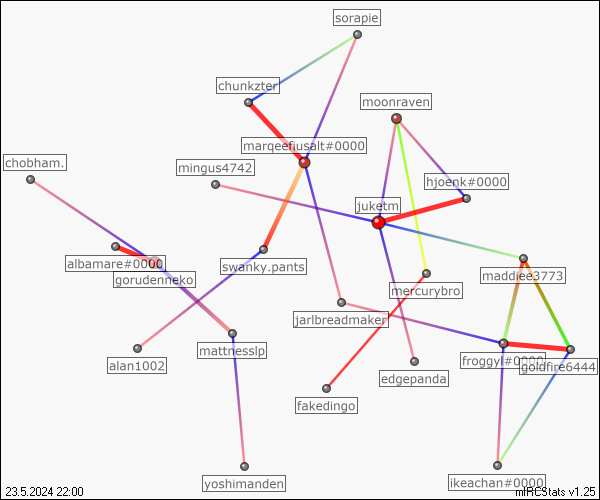 sorapie
chunkzter
moonraven
marqeefiusalt#0000
chobham.
mingus4742
hjoenk#0000
juketm
albamare#0000
swanky.pants
maddiee3773
gorudenneko
mercurybro
jarlbreadmaker
mattnesslp
froggyl#0000
alan1002
goldfire6444
edgepanda
fakedingo
yoshimanden
ikeachan#0000
23.5.2024 22:00
mIRCStats v1.25